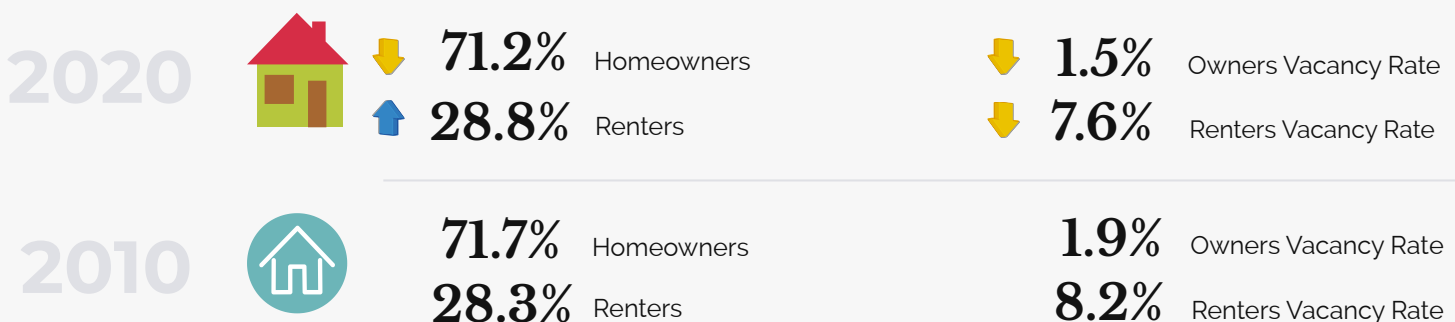 2020
71.2% Homeowners
1.5% Owners Vacancy Rate
28.8% Renters
7.6% Renters Vacancy Rate
2010
71.7% Homeowners
1.9% Owners Vacancy Rate
28.3% Renters
8.2% Renters Vacancy Rate